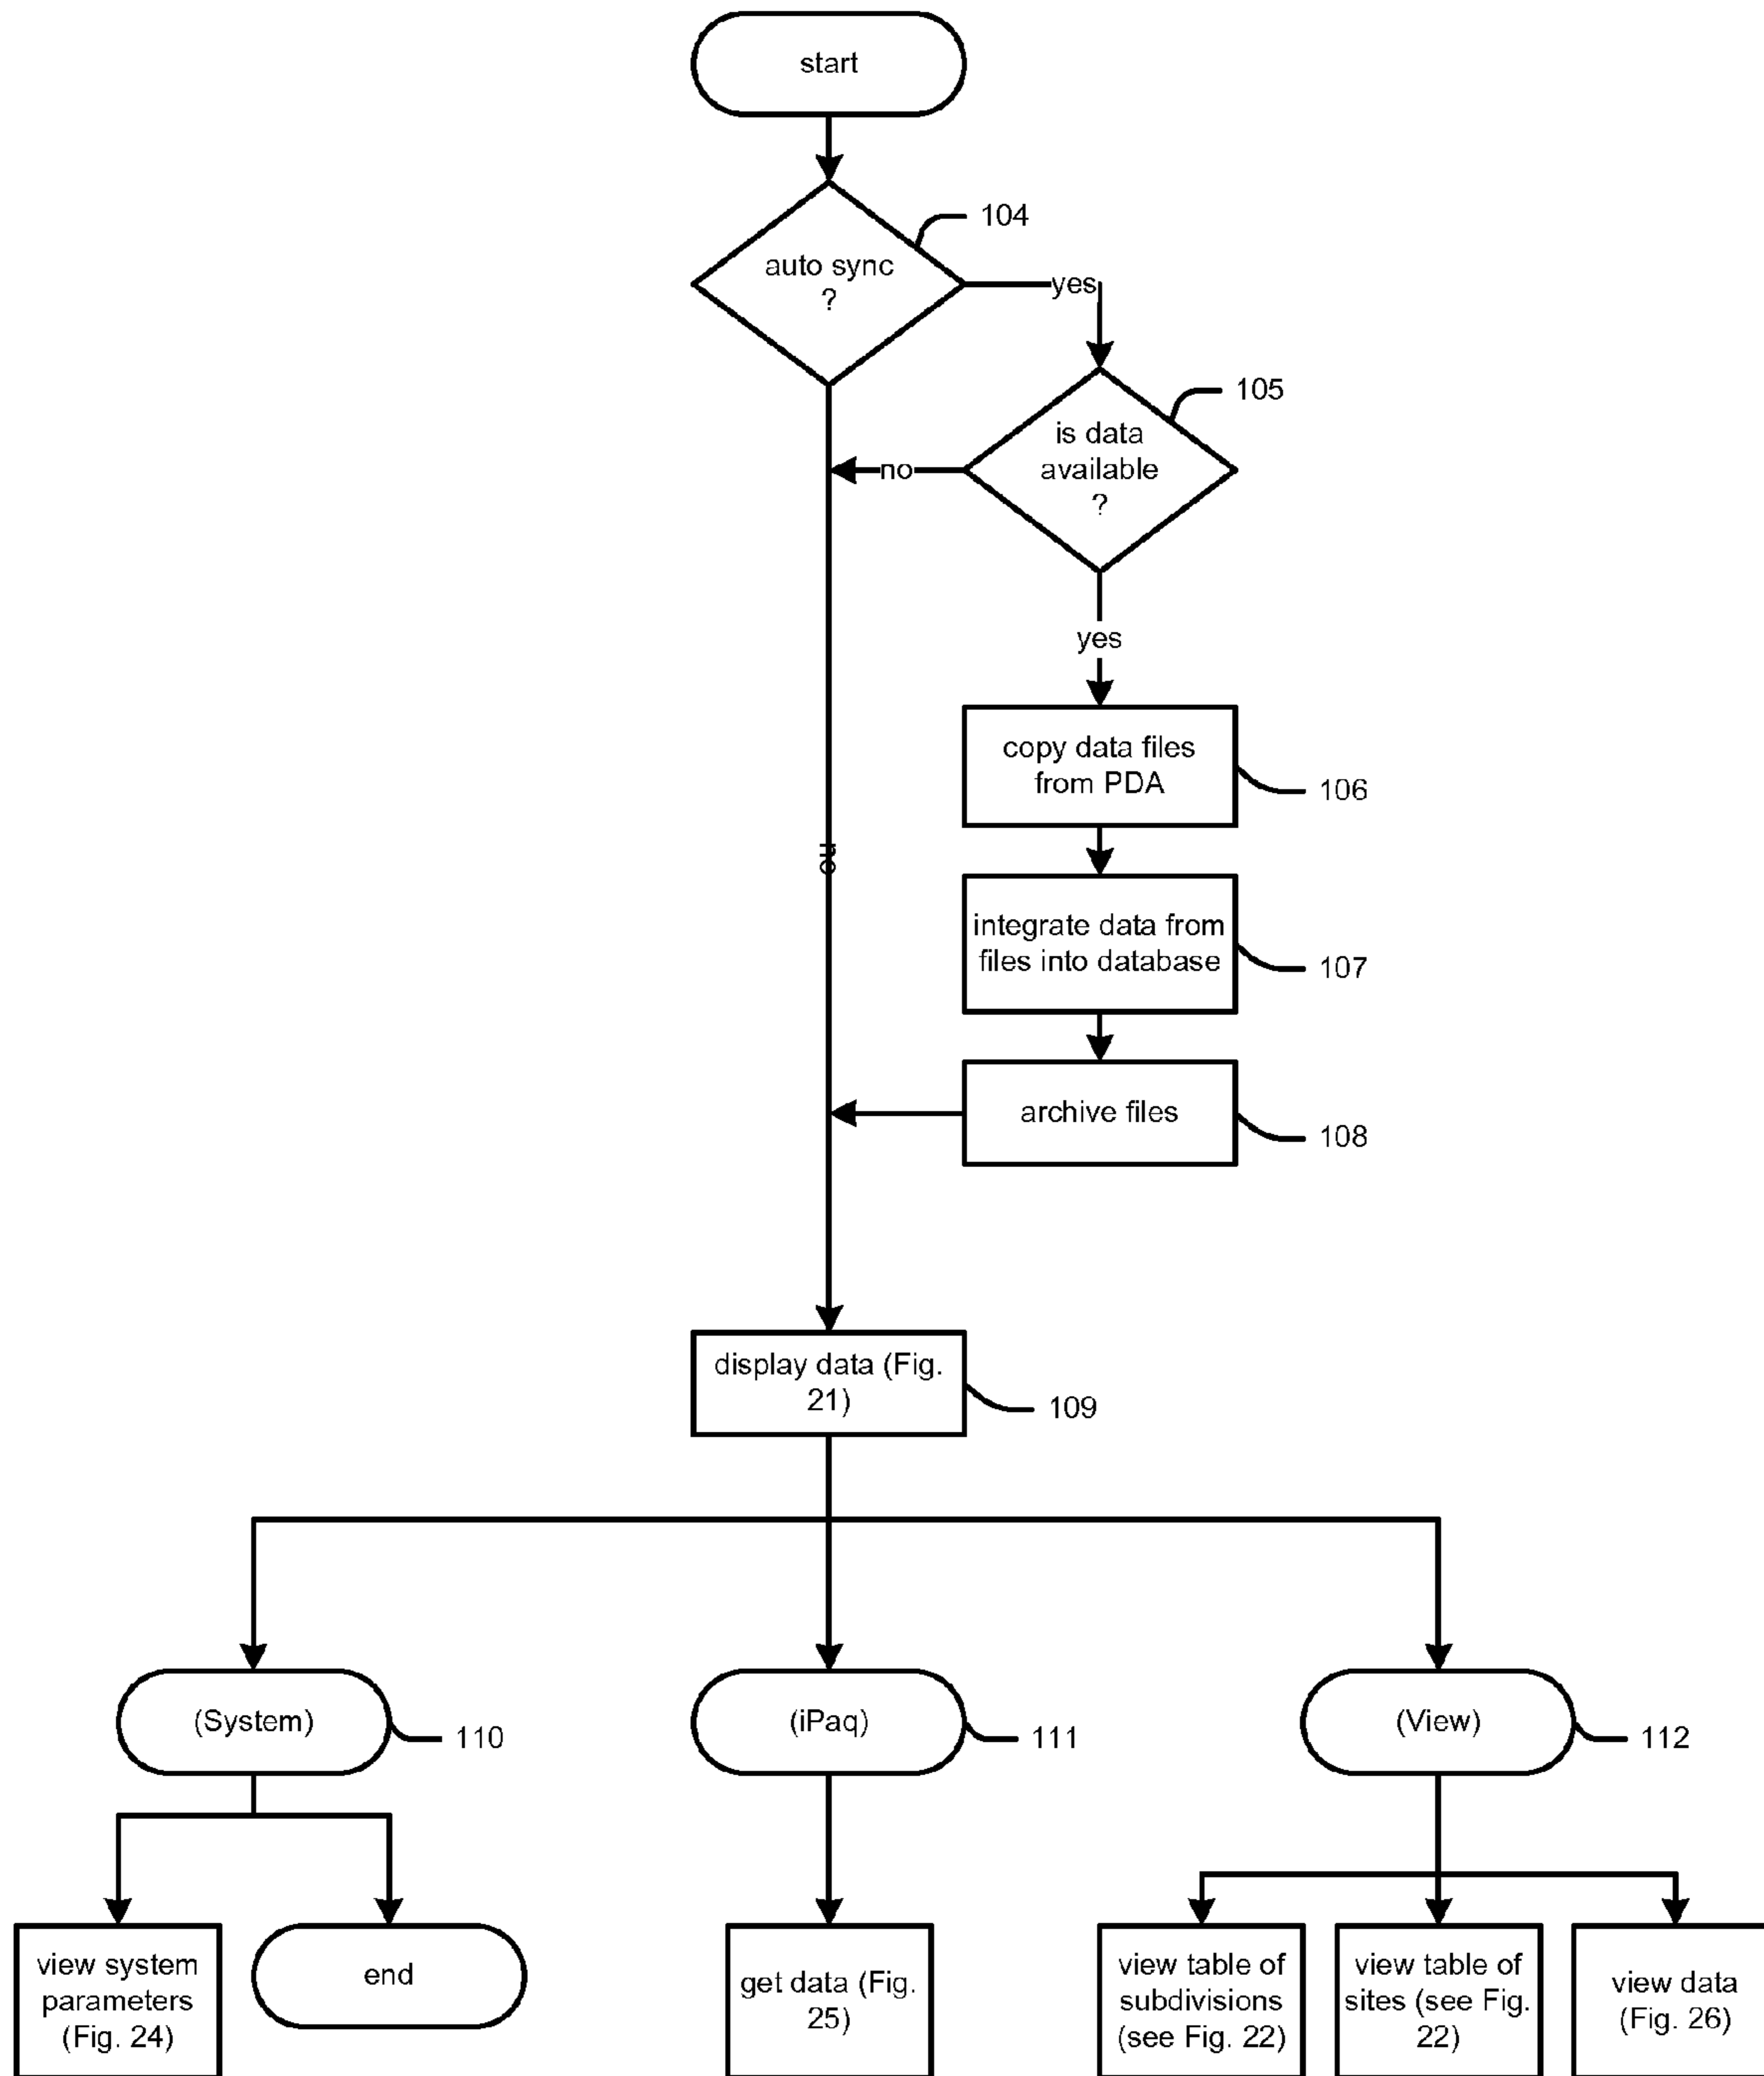 start
104
auto sync
?
yes
105
is data
available
?
no
yes
copy data files
from PDA
106
no
integrate data from
files into database
107
archive files
108
display data (Fig.
21)
109
(System)
110
(iPaq)
111
(View)
112
view system
parameters
(Fig. 24)
end
get data (Fig.
25)
view table of
subdivisions
(see Fig. 22)
view table of
sites (see Fig.
22)
view data
(Fig. 26)